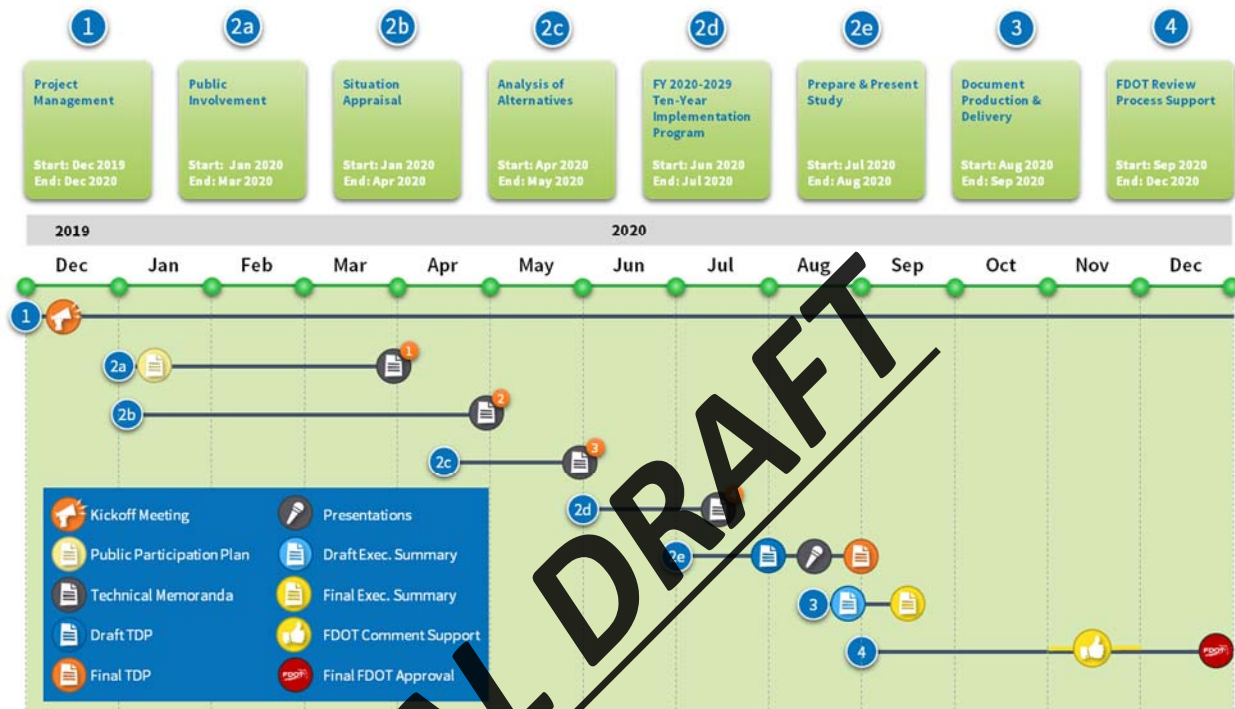 1 2a 2b 2c 2d 2e 3 4
Project
Management
Start: Dec 2019
End: Dec 2020
Public
Involvement
Start: Jan 2020
End: Mar 2020
Situation
Appraisal
Start: Jan 2020
End: Apr 2020
Analysis of
Alternatives
Start: Apr 2020
End: May 2020
FY 2020-2029
Ten-Year
Implementation
Program
Start: Jun 2020
End: Jul 2020
Prepare & Present
Study
Start: Jul 2020
End: Aug 2020
Document
Production &
Delivery
Start: Aug 2020
End: Sep 2020
FDOT Review
Process Support
Start: Sep 2020
End: Dec 2020
2019 2020
Dec Jan Feb Mar Apr May Jun Jul Aug Sep Oct Nov Dec
1
2a 1
2b 2
2c 3
2d
2e
3
4 FDOT
Kickoff Meeting
Public Participation Plan
Technical Memoranda
Draft TDP
Final TDP
Presentations
Draft Exec. Summary
Final Exec. Summary
FDOT Comment Support
FDOT Final FDOT Approval
DRAFT